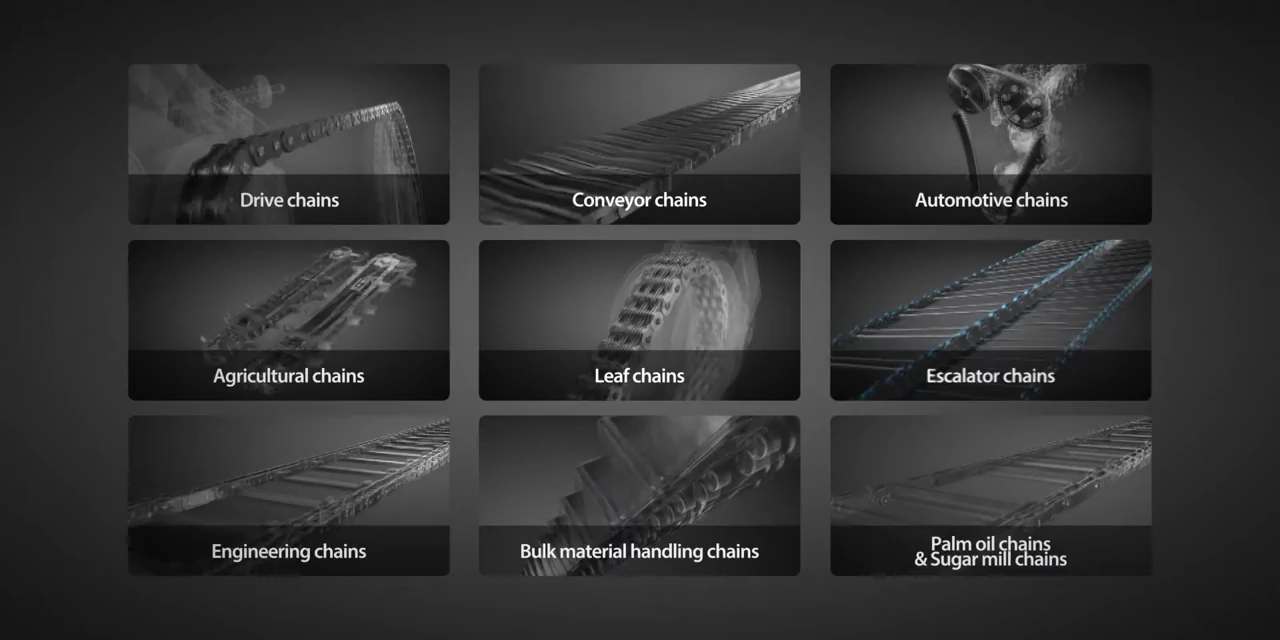 Drive chains
Conveyor chains
Automotive chains
Agricultural chains
Leaf chains
Escalator chains
Engineering chains
Bulk material handling chains
Palm oil chains
& Sugar mill chains